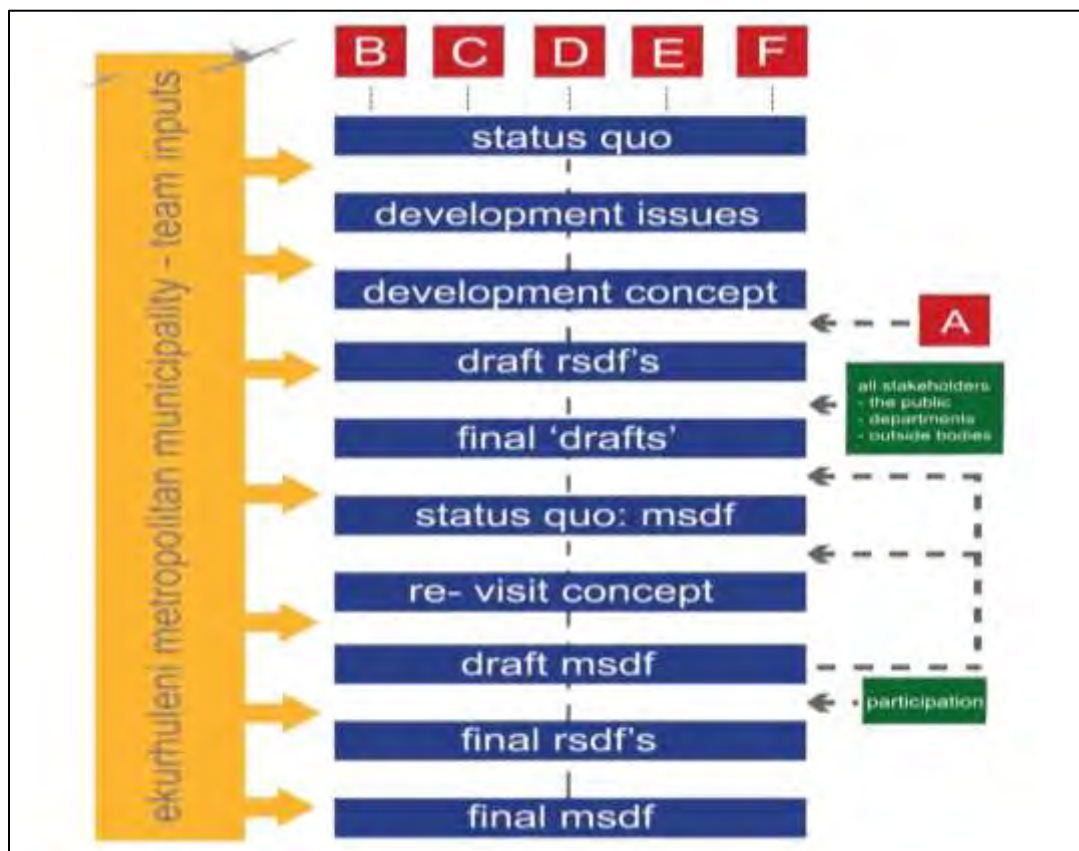 ekurhuleni metropolitan municipality - team inputs
B C D E F
status quo
development issues
development concept
A
draft rsdf's
all stakeholders
- the public
- departments
- outside bodies
final 'drafts'
status quo: msdf
re- visit concept
draft msdf
participation
final rsdf's
final msdf